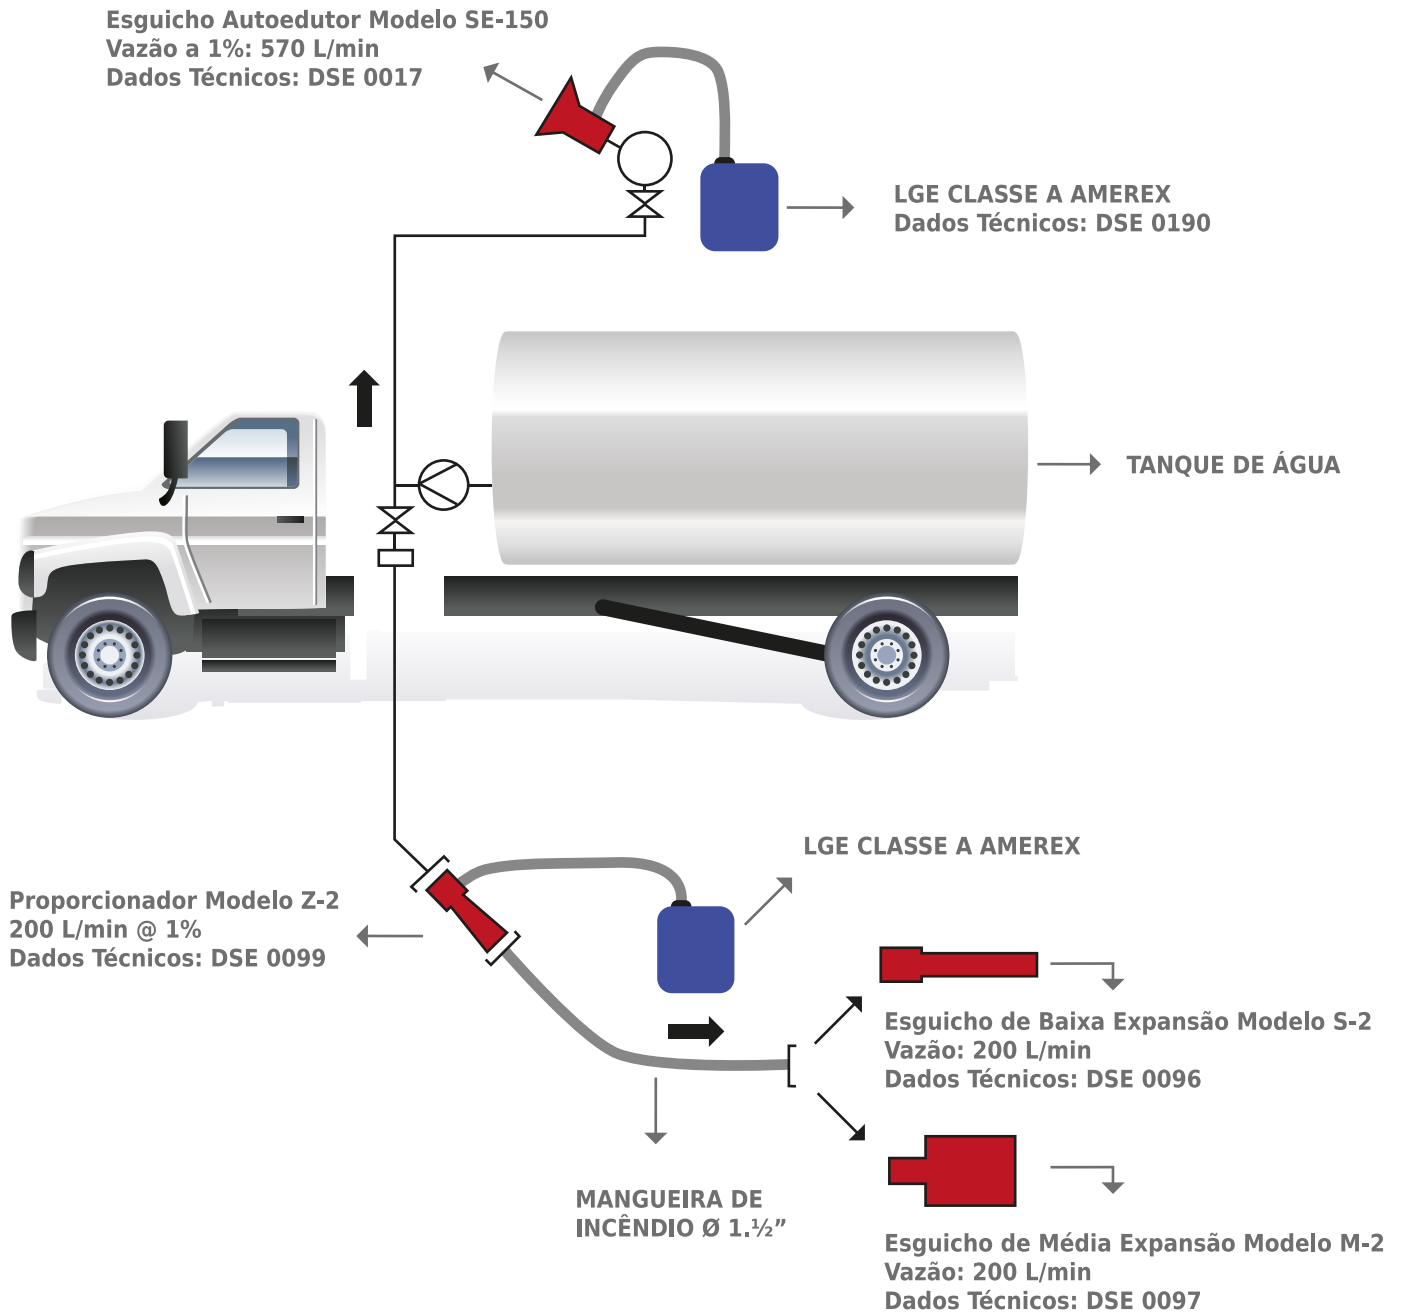 Esguicho Autoedutor Modelo SE-150
Vazão a 1%: 570 L/min
Dados Técnicos: DSE 0017
LGE CLASSE A AMEREX
Dados Técnicos: DSE 0190
TANQUE DE ÁGUA
LGE CLASSE A AMEREX
Proporcionador Modelo Z-2
200 L/min @ 1%
Dados Técnicos: DSE 0099
Esguicho de Baixa Expansão Modelo S-2
Vazão: 200 L/min
Dados Técnicos: DSE 0096
MANGUEIRA DE
INCÊNDIO Ø 1.½”
Esguicho de Média Expansão Modelo M-2
Vazão: 200 L/min
Dados Técnicos: DSE 0097